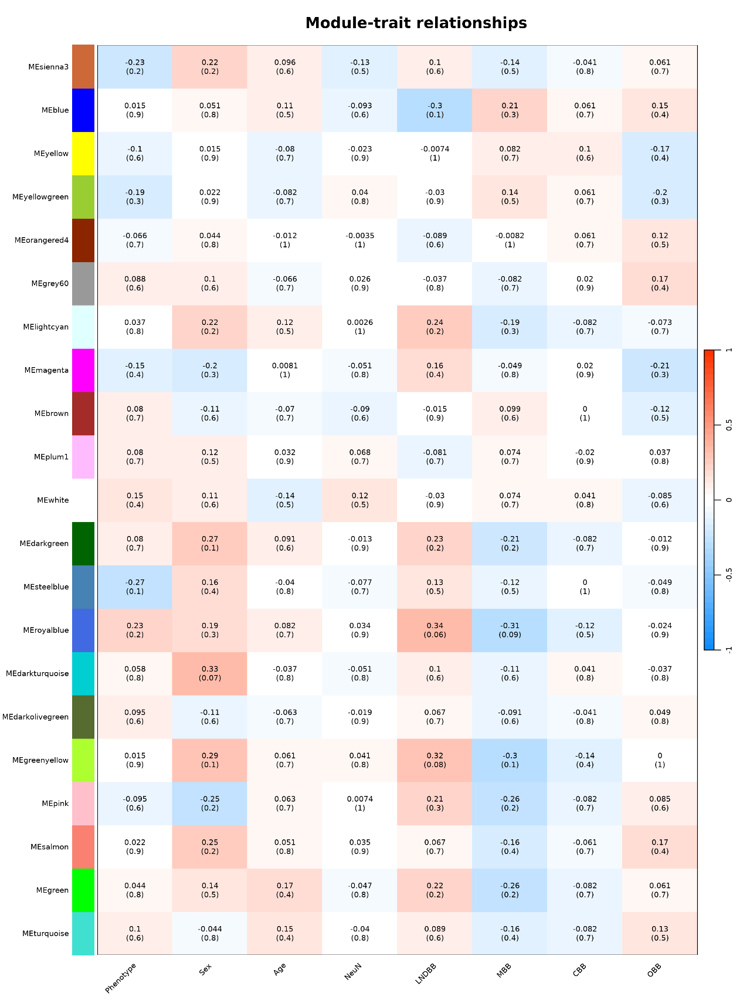 Module-trait relationships
MEsienna3 -0.23 0.22 0.096 -0.13 0.1 -0.14 -0.041 0.061
(0.2) (0.2) (0.6) (0.5) (0.6) (0.5) (0.8) (0.7)
MEblue 0.015 0.051 0.11 -0.093 -0.3 0.21 0.061 0.15
(0.9) (0.8) (0.5) (0.6) (0.1) (0.3) (0.7) (0.4)
MEyellow -0.1 0.015 -0.08 -0.023 -0.0074 0.082 0.1 -0.17
(0.6) (0.9) (0.7) (0.9) (1) (0.7) (0.6) (0.4)
MEyellowgreen -0.19 0.022 -0.082 0.04 -0.03 0.14 0.061 -0.2
(0.3) (0.9) (0.7) (0.8) (0.9) (0.5) (0.7) (0.3)
MEorangered4 -0.066 0.044 -0.012 -0.0035 -0.089 -0.0082 0.061 0.12
(0.7) (0.8) (1) (1) (0.6) (1) (0.7) (0.5)
MEgrey60 0.088 0.1 -0.066 0.026 -0.037 -0.082 0.02 0.17
(0.6) (0.6) (0.7) (0.9) (0.8) (0.7) (0.9) (0.4)
MElightcyan 0.037 0.22 0.12 0.0026 0.24 -0.19 -0.082 -0.073
(0.8) (0.2) (0.5) (1) (0.2) (0.3) (0.7) (0.7)
MEmagenta -0.15 -0.2 0.0081 -0.051 0.16 -0.049 0.02 -0.21
(0.4) (0.3) (1) (0.8) (0.4) (0.8) (0.9) (0.3)
MEbrown 0.08 -0.11 -0.07 -0.09 -0.015 0.099 0 -0.12
(0.7) (0.6) (0.7) (0.6) (0.9) (0.6) (1) (0.5)
MEplum1 0.08 0.12 0.032 0.068 -0.081 0.074 -0.02 0.037
(0.7) (0.5) (0.9) (0.7) (0.7) (0.7) (0.9) (0.8)
MEwhite 0.15 0.11 -0.14 0.12 -0.03 0.074 0.041 -0.085
(0.4) (0.6) (0.5) (0.5) (0.9) (0.7) (0.8) (0.6)
MEdarkgreen 0.08 0.27 0.091 -0.013 0.23 -0.21 -0.082 -0.012
(0.7) (0.1) (0.6) (0.9) (0.2) (0.2) (0.7) (0.9)
MEsteelblue -0.27 0.16 -0.04 -0.077 0.13 -0.12 0 -0.049
(0.1) (0.4) (0.8) (0.7) (0.5) (0.5) (1) (0.8)
MEroyalblue 0.23 0.19 0.082 0.034 0.34 -0.31 -0.12 -0.024
(0.2) (0.3) (0.7) (0.9) (0.06) (0.09) (0.5) (0.9)
MEdarkturquoise 0.058 0.33 -0.037 -0.051 0.1 -0.11 0.041 -0.037
(0.8) (0.07) (0.8) (0.8) (0.6) (0.6) (0.8) (0.8)
MEdarkolivegreen 0.095 -0.11 -0.063 -0.019 0.067 -0.091 -0.041 0.049
(0.6) (0.6) (0.7) (0.9) (0.7) (0.6) (0.8) (0.8)
MEgreenyellow 0.015 0.29 0.061 0.041 0.32 -0.3 -0.14 0
(0.9) (0.1) (0.7) (0.8) (0.08) (0.1) (0.4) (1)
MEpink -0.095 -0.25 0.063 0.0074 0.21 -0.26 -0.082 0.085
(0.6) (0.2) (0.7) (1) (0.3) (0.2) (0.7) (0.6)
MEsalmon 0.022 0.25 0.051 0.035 0.067 -0.16 -0.061 0.17
(0.9) (0.2) (0.8) (0.9) (0.7) (0.4) (0.7) (0.4)
MEgreen 0.044 0.14 0.17 -0.047 0.22 -0.26 -0.082 0.061
(0.8) (0.5) (0.4) (0.8) (0.2) (0.2) (0.7) (0.7)
MEturquoise 0.1 -0.044 0.15 -0.04 0.089 -0.16 -0.082 0.13
(0.6) (0.8) (0.4) (0.8) (0.6) (0.4) (0.7) (0.5)
Phenotype Sex Age NeuN LNDBB MBB CBB OBB
1
0.5
0
-0.5
-1